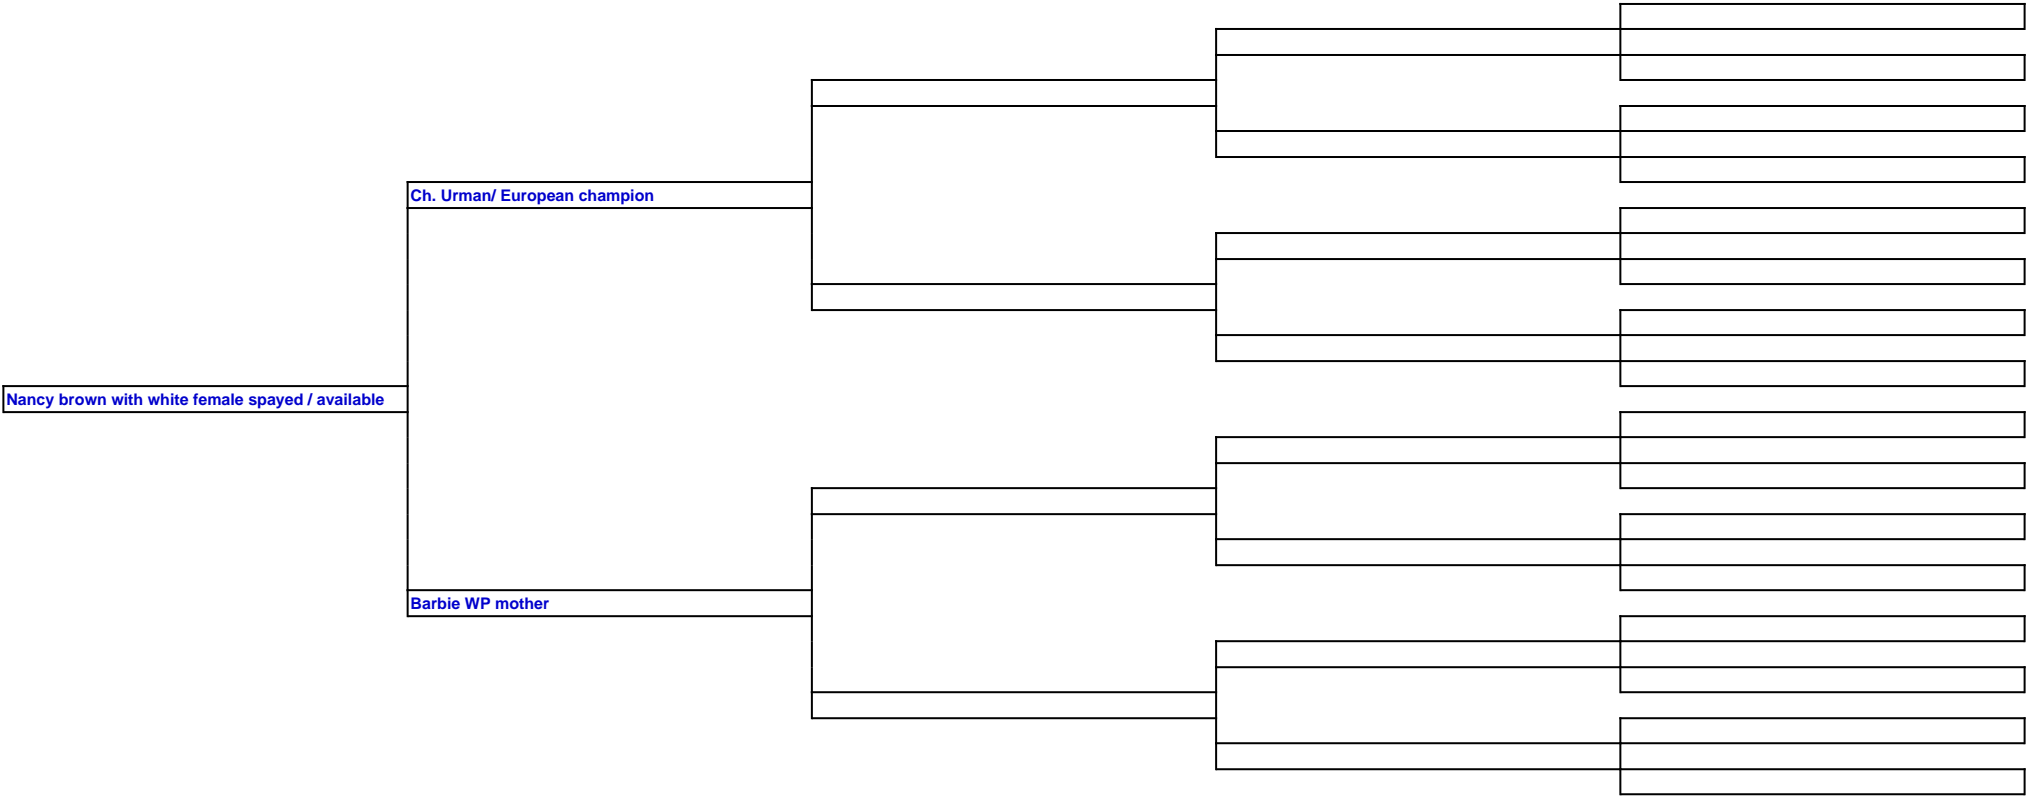 Ch. Urman/ European champion
Nancy brown with white female spayed / available
Barbie WP mother